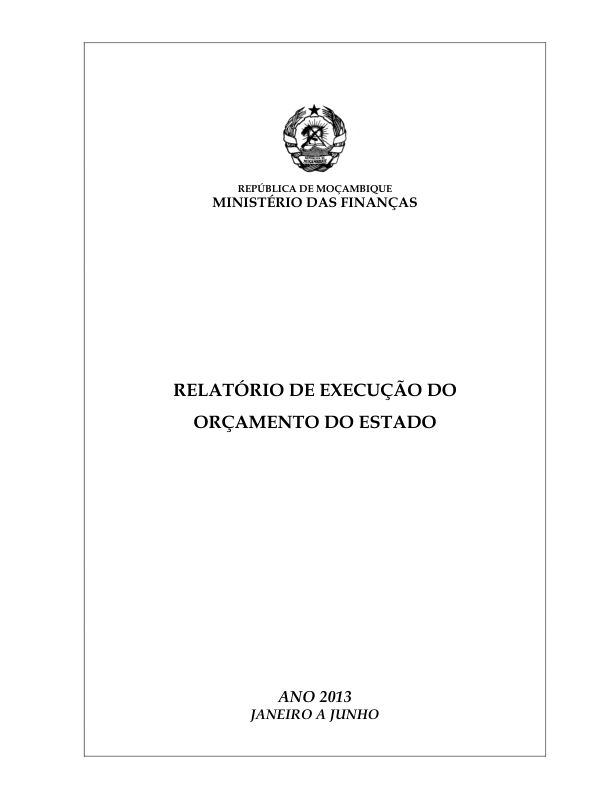 REPÚBLICA DE MOÇAMBIQUE
MINISTÉRIO DAS FINANÇAS
RELATÓRIO DE EXECUÇÃO DO
ORÇAMENTO DO ESTADO
ANO 2013
JANEIRO A JUNHO